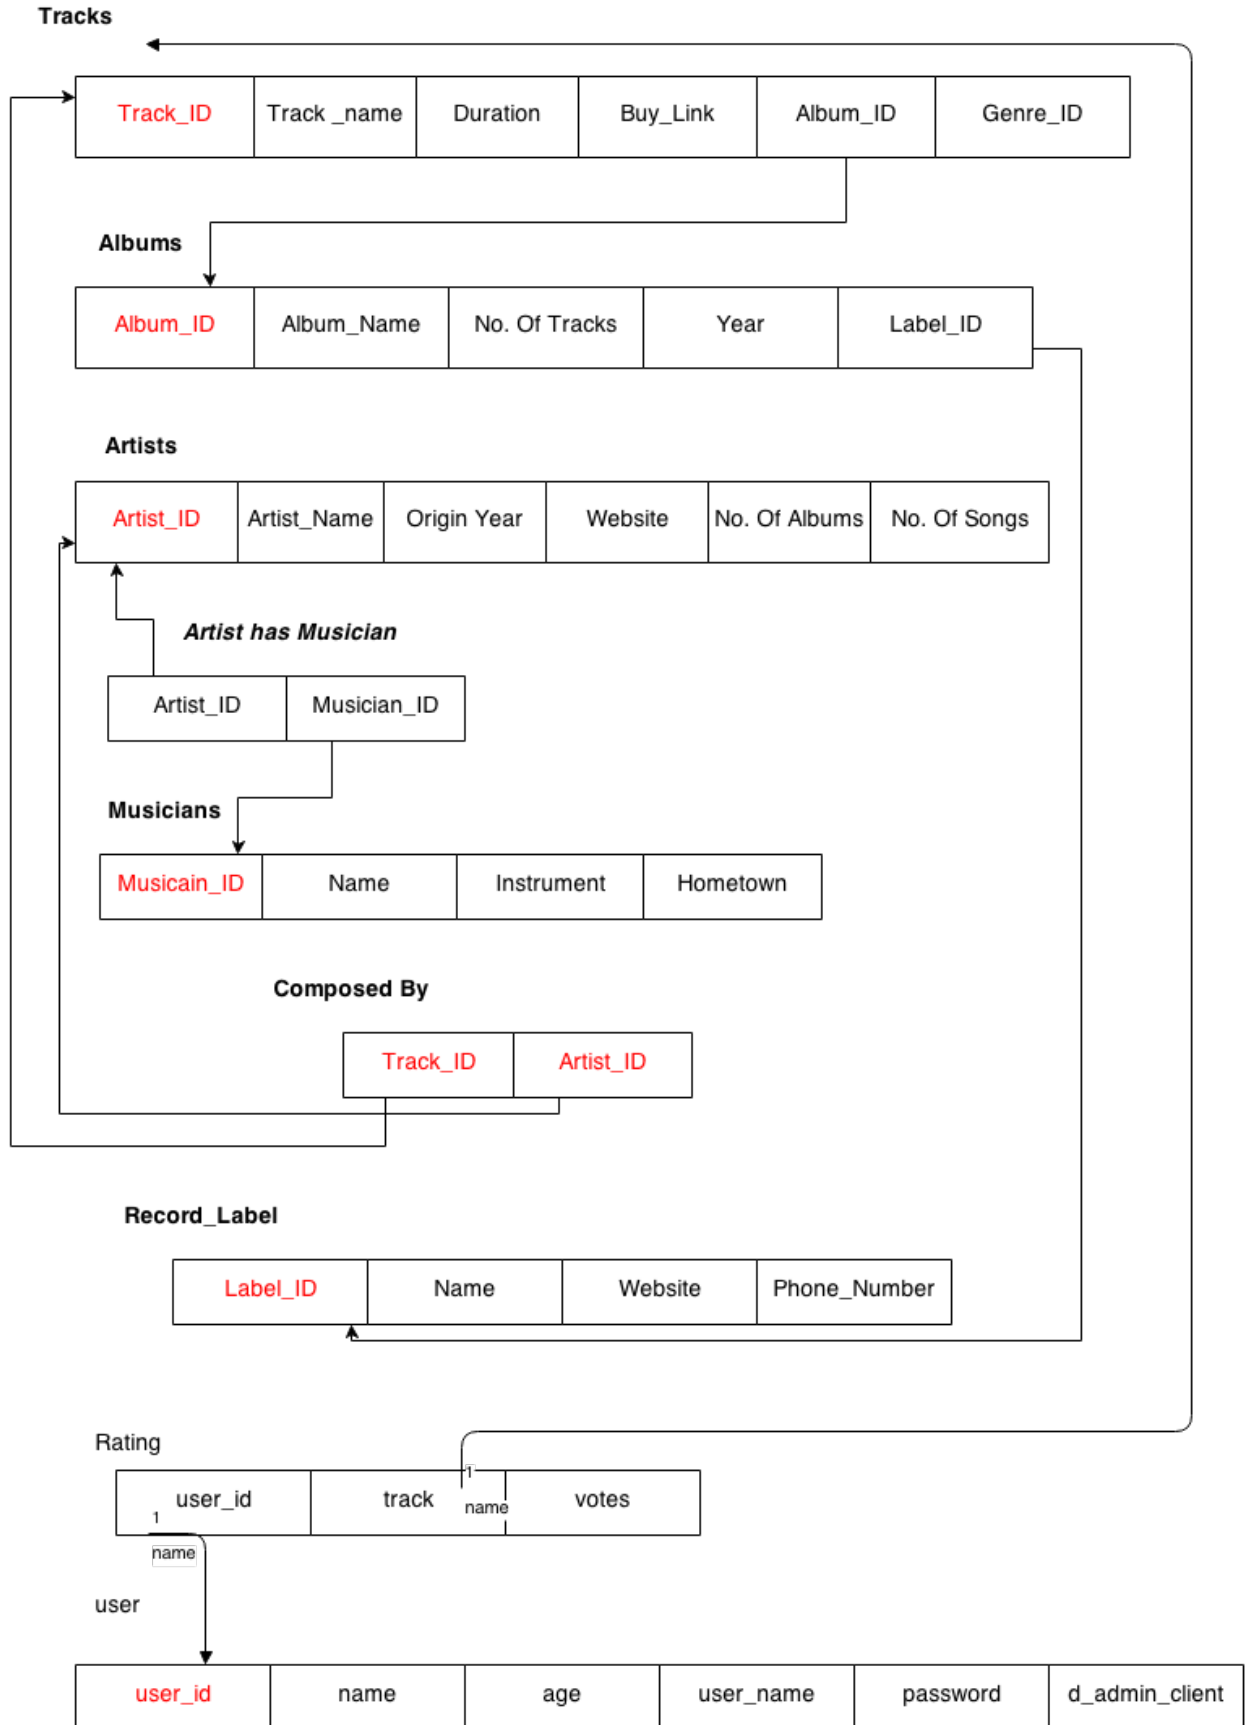 Tracks
Track_ID Track _name Duration Buy_Link Album_ID Genre_ID
Albums
Album_ID Album_Name No. Of Tracks Year Label_ID
Artists
Artist_ID Artist_Name Origin Year Website No. Of Albums No. Of Songs
Artist has Musician
Artist_ID Musician_ID
Musicians
Musicain_ID Name Instrument Hometown
Composed By
Track_ID Artist_ID
Record_Label
Label_ID Name Website Phone_Number
Rating
1
user_id track name votes
1
name
user
user_id name age user_name password d_admin_client